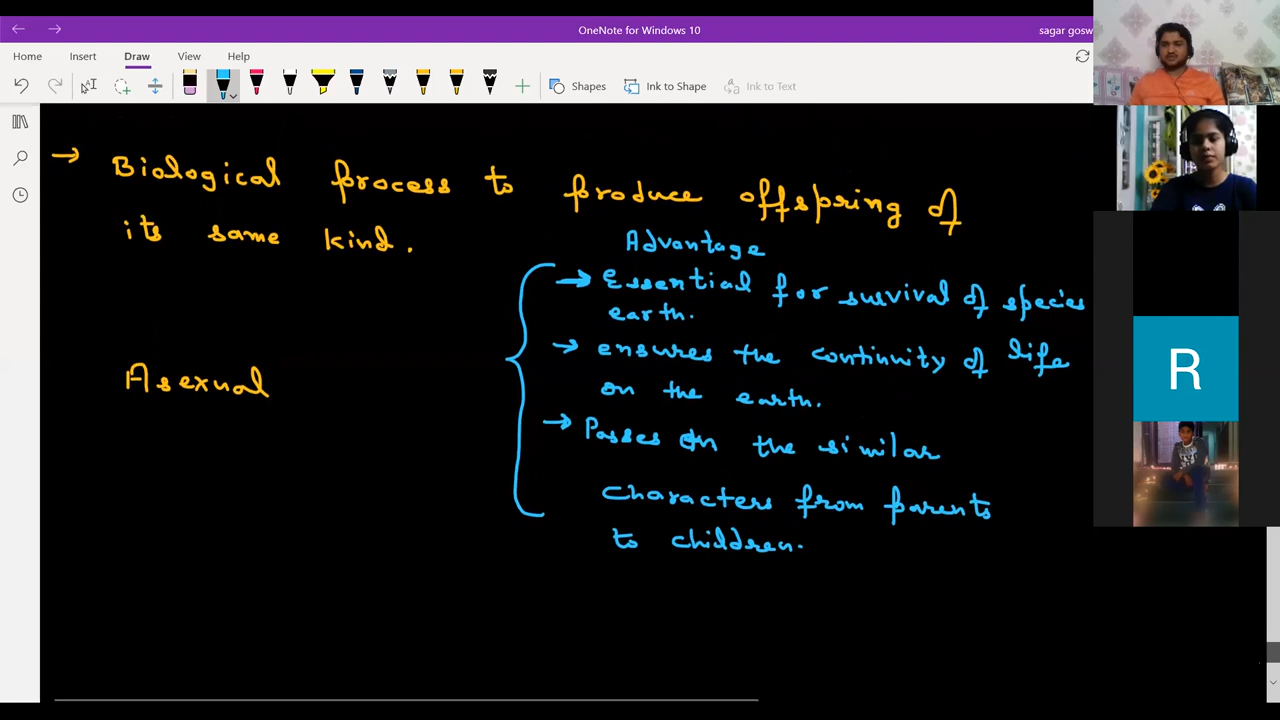 OneNote for Windows 10
sagar gosw
Home Insert Draw View Help
Shapes Ink to Shape Ink to Text
→ Biological process to produce offspring of
its same kind.
Advantage
→ Essential for survival of species
earth.
→ ensures the continuity of life
on the earth.
Asexual
→ Passes on the similar
characters from parents
to children.
R